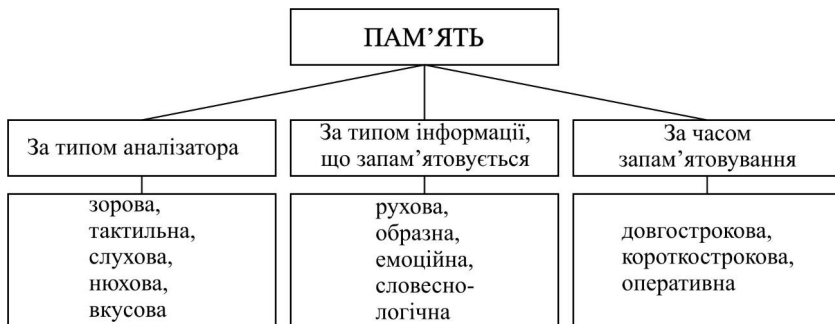 ПАМ’ЯТЬ
За типом аналізатора
За типом інформації,
що запам’ятовується
За часом
запам’ятовування
зорова,
тактильна,
слухова,
нюхова,
вкусова
рухова,
образна,
емоційна,
словесно-
логічна
довгострокова,
короткострокова,
оперативна